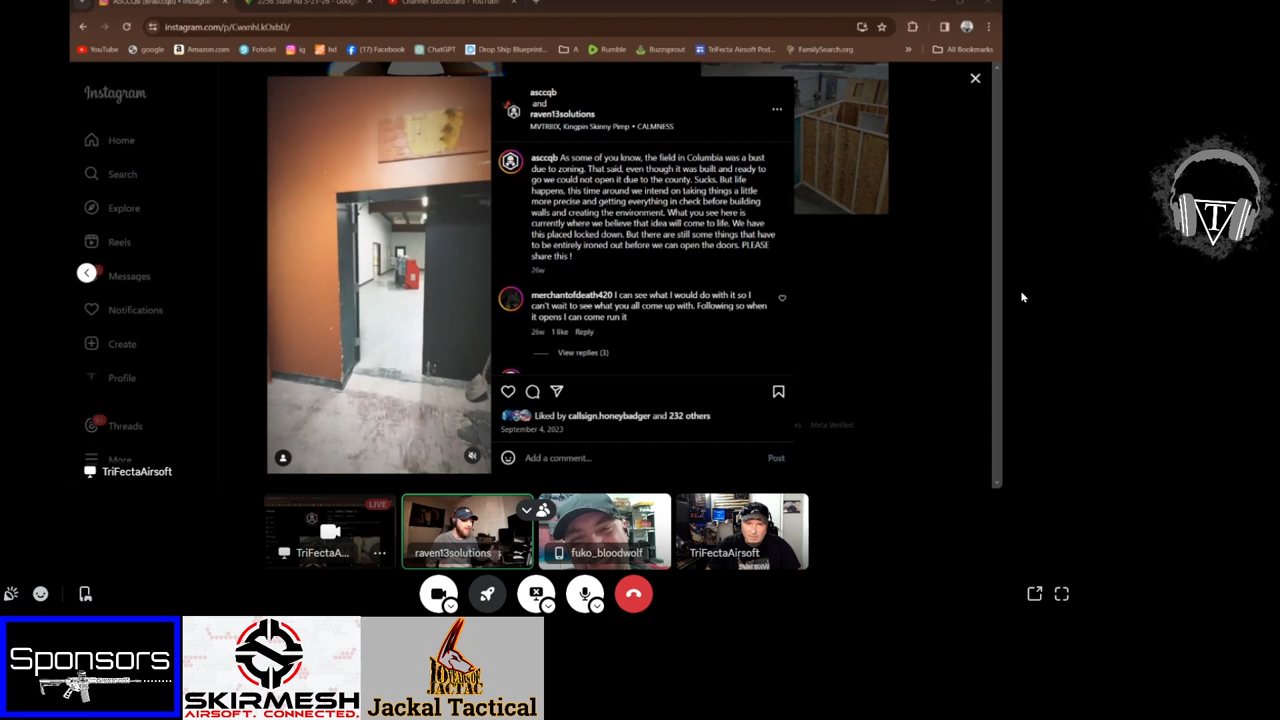 instagram.com/p/CwxnhLkOxbD/
YouTube
google
Amazon.com
FotoJet
ig
hd
(17) Facebook
ChatGPT
Drop Ship Blueprint...
A
Rumble
Buzzsprout
TriFecta Airsoft Pod...
FamilySearch.org
»
All Bookmarks
Instagram
Home
Search
Explore
Reels
Messages
Notifications
Create
Profile
Threads
More
TriFectaAirsoft
asccqb
and
raven13solutions
MVTRIIIX, Kingpin Skinny Pimp • CALMNESS
asccqb As some of you know, the field in Columbia was a bust
due to zoning. That said, even though it was built and ready to
go we could not open it due to the county. Sucks. But life
happens, this time around we intend on taking things a little
more precise and getting everything in check before building
walls and creating the environment. What you see here is
currently where we believe that idea will come to life. We have
this placed locked down. But there are still some things that have
to be entirely ironed out before we can open the doors. PLEASE
share this !
26w
merchantofdeath420 I can see what I would do with it so I
can't wait to see what you all come up with. Following so when
it opens I can come run it
26w 1 like Reply
View replies (3)
Liked by callsign.honeybadger and 232 others
September 4, 2023
Add a comment...
Post
Meta Verified
LIVE
TriFectaA...
raven13solutions
fuko_bloodwolf
TriFectaAirsoft
T
Sponsors
SKIRMESH
AIRSOFT. CONNECTED.
JACTAC
Jackal Tactical